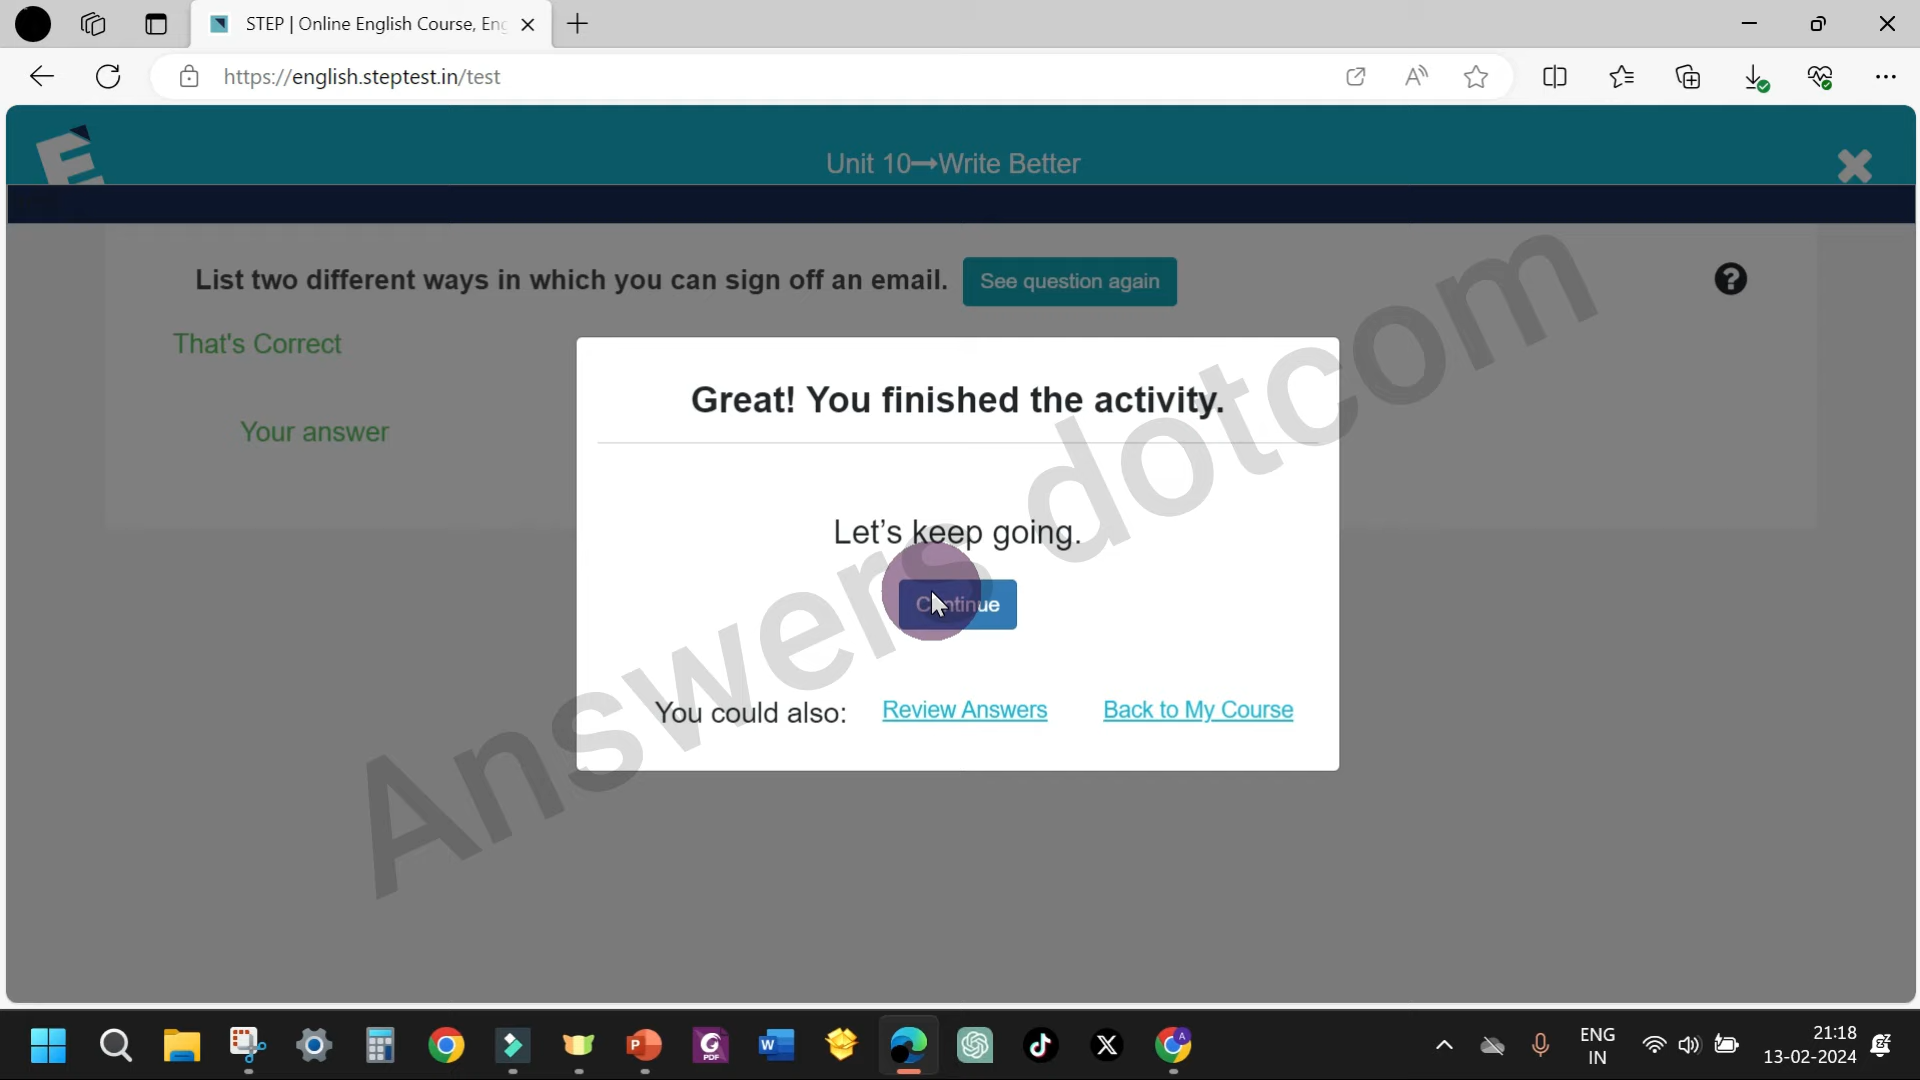 STEP | Online English Course, Eng
https://english.steptest.in/test
Unit 10→Write Better
List two different ways in which you can sign off an email.
See question again
That's Correct
Your answer
Great! You finished the activity.
Let’s keep going.
Continue
You could also:
Review Answers
Back to My Course
Answers dotcom
ENG
IN
21:18
13-02-2024